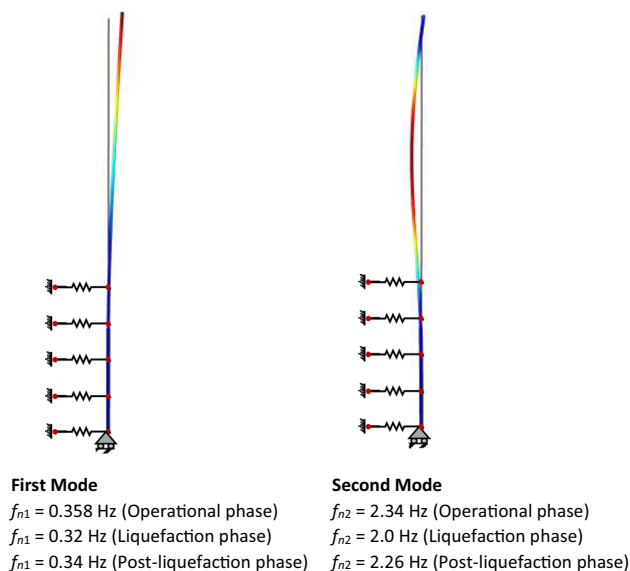 First Mode
fn1 = 0.358 Hz (Operational phase)
fn1 = 0.32 Hz (Liquefaction phase)
fn1 = 0.34 Hz (Post-liquefaction phase)
Second Mode
fn2 = 2.34 Hz (Operational phase)
fn2 = 2.0 Hz (Liquefaction phase)
fn2 = 2.26 Hz (Post-liquefaction phase)